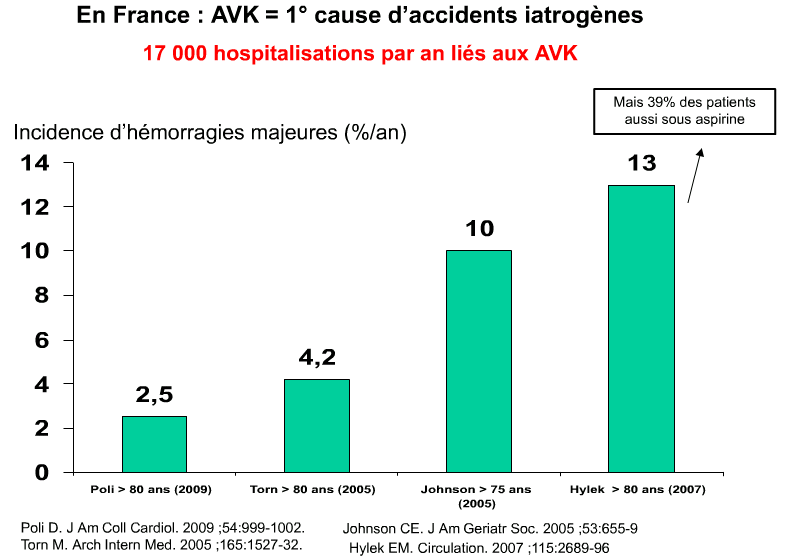 En France : AVK = 1° cause d’accidents iatrogènes
17 000 hospitalisations par an liés aux AVK
Mais 39% des patients
aussi sous aspirine
Incidence d’hémorragies majeures (%/an)
14
12
10
8
6
4
2
0
2,5
4,2
10
13
Poli > 80 ans (2009)
Torn > 80 ans (2005)
Johnson > 75 ans
(2005)
Hylek > 80 ans (2007)
Poli D. J Am Coll Cardiol. 2009 ;54:999-1002.
Torn M. Arch Intern Med. 2005 ;165:1527-32.
Johnson CE. J Am Geriatr Soc. 2005 ;53:655-9
Hylek EM. Circulation. 2007 ;115:2689-96